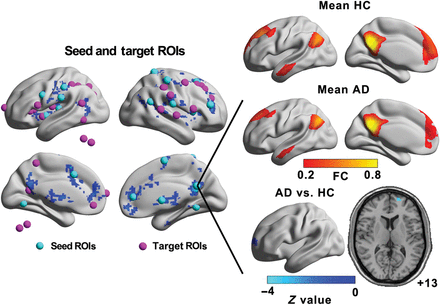 Mean HC
Seed and target ROIs
Mean AD
0.2 FC 0.8
AD vs. HC
Seed ROIs Target ROIs
−4 0
Z value
+13